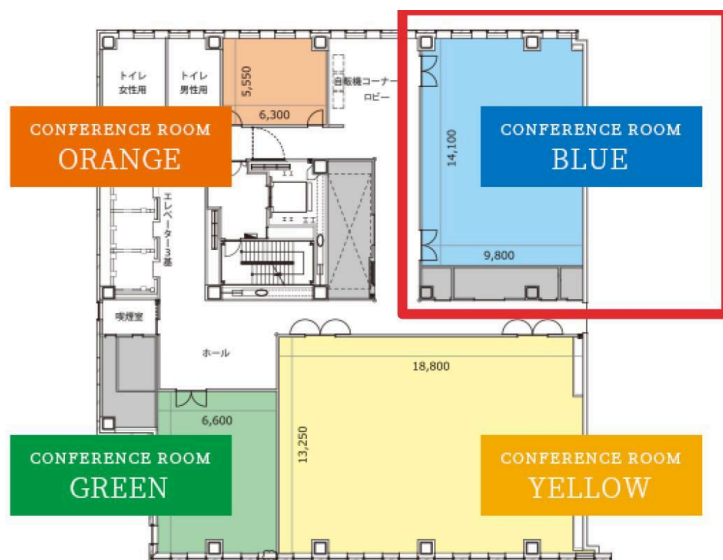 トイレ
女性用
トイレ
男性用
5,550
6,300
自販機コーナー
ロビー
CONFERENCE ROOM
ORANGE
14,100
CONFERENCE ROOM
BLUE
9,800
エレベーター3基
喫煙室
ホール
18,800
6,600
13,250
CONFERENCE ROOM
GREEN
CONFERENCE ROOM
YELLOW